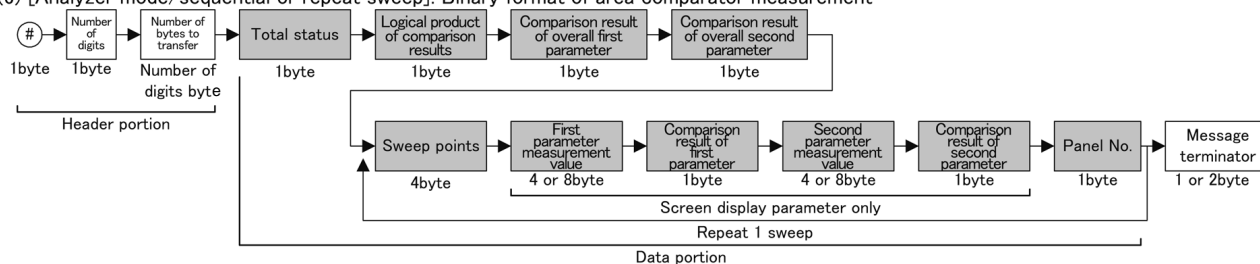 [Analyzer mode/sequential or repeat sweep]. Binary format of area comparator measurement
#
1byte
Number
of
digits
1byte
Number of
bytes to
transfer
Number of
digits byte
Header portion
Total status
1byte
Logical product
of comparison
results
1byte
Comparison result
of overall first
parameter
1byte
Comparison result
of overall second
parameter
1byte
Sweep points
4byte
First
parameter
measurement
value
4 or 8byte
Comparison
result of
first
parameter
1byte
Second
parameter
measurement
value
4 or 8byte
Comparison
result of
second
parameter
1byte
Panel No.
1byte
Message
terminator
1 or 2byte
Screen display parameter only
Repeat 1 sweep
Data portion